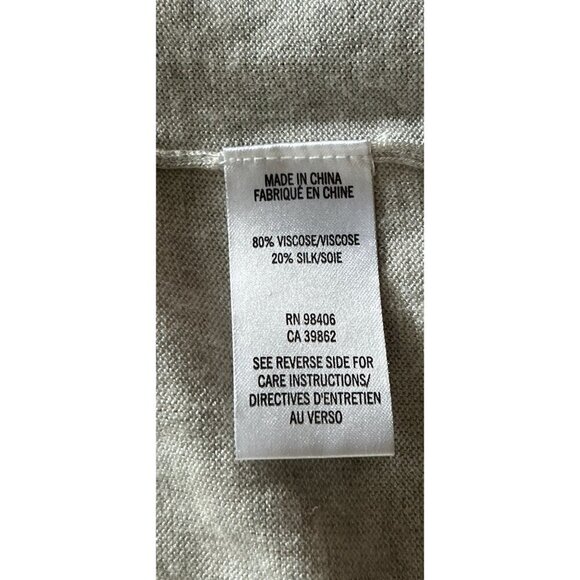 MADE IN CHINA
FABRIQUÉ EN CHINE
80% VISCOSE/VISCOSE
20% SILK/SOIE
RN 98406
CA 39862
SEE REVERSE SIDE FOR
CARE INSTRUCTIONS/
DIRECTIVES D'ENTRETIEN
AU VERSO